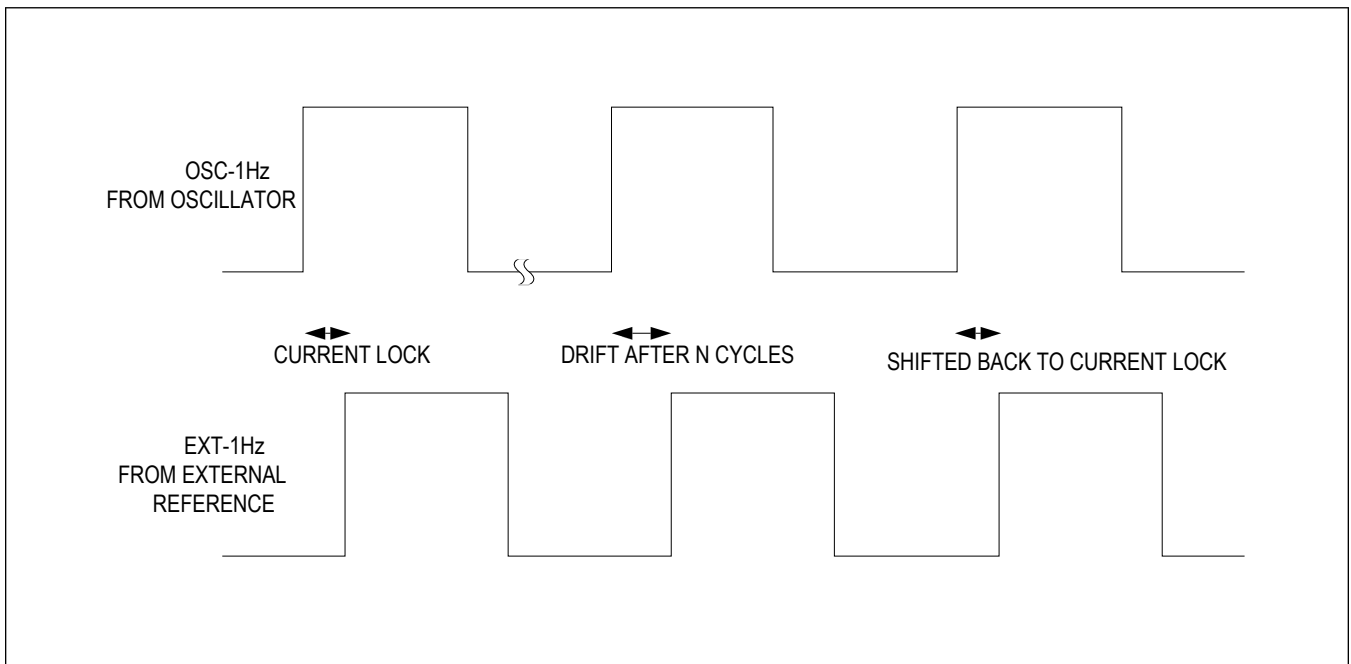 OSC-1Hz
FROM OSCILLATOR
CURRENT LOCK
DRIFT AFTER N CYCLES
SHIFTED BACK TO CURRENT LOCK
EXT-1Hz
FROM EXTERNAL
REFERENCE